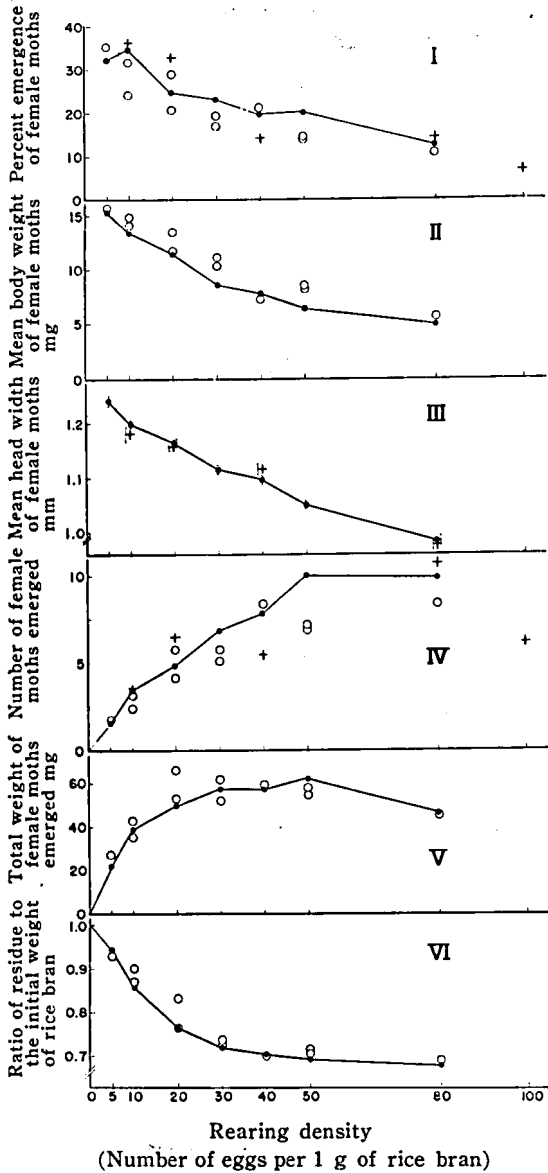 Percent emergence
of female moths
40
30
20
10
0
I
Mean body weight
of female moths
mg
15
10
5
0
II
Mean head width
of female moths
mm
1.2
1.1
1.0
III
Number of female
moths emerged
10
5
0
IV
Total weight of
female moths
emerged mg
60
40
20
0
V
Ratio of residue to
the initial weight
of rice bran
1.0
0.9
0.8
0.7
VI
0 5 10 20 30 40 50 80 100
Rearing density
(Number of eggs per 1 g of rice bran)